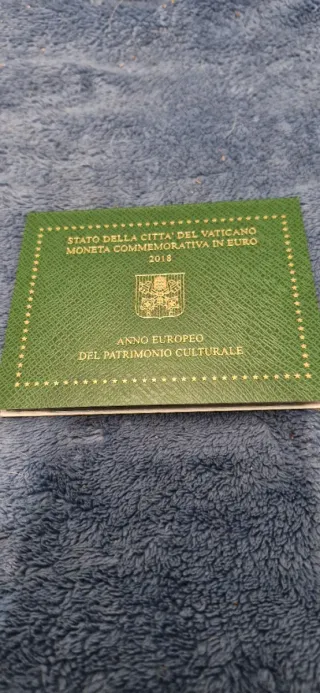 STATO DELLA CITTA' DEL VATICANO
MONETA COMMEMORATIVA IN EURO
2018
ANNO EUROPEO
DEL PATRIMONIO CULTURALE